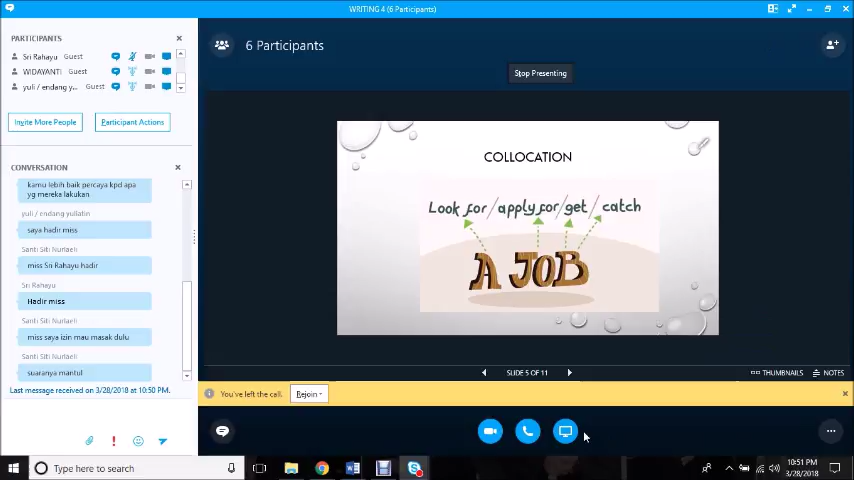 WRITING 4 (6 Participants)
PARTICIPANTS
Sri Rahayu Guest
WIDAYANTI Guest
yuli / endang y... Guest
Invite More People
Participant Actions
CONVERSATION
kamu lebih baik percaya kpd apa
yg mereka lakukan
yuli / endang yuliatin
saya hadir miss
Santi Siti Nurlaeli
miss Sri Rahayu hadir
Sri Rahayu
Hadir miss
Santi Siti Nurlaeli
miss saya izin mau masak dulu
Santi Siti Nurlaeli
suaranya mantul
Last message received on 3/28/2018 at 10:50 PM.
6 Participants
Stop Presenting
COLLOCATION
Look for/apply for/get/catch
A JOB
SLIDE 5 OF 11
THUMBNAILS
NOTES
You've left the call.
Rejoin
Type here to search
10:51 PM
3/28/2018